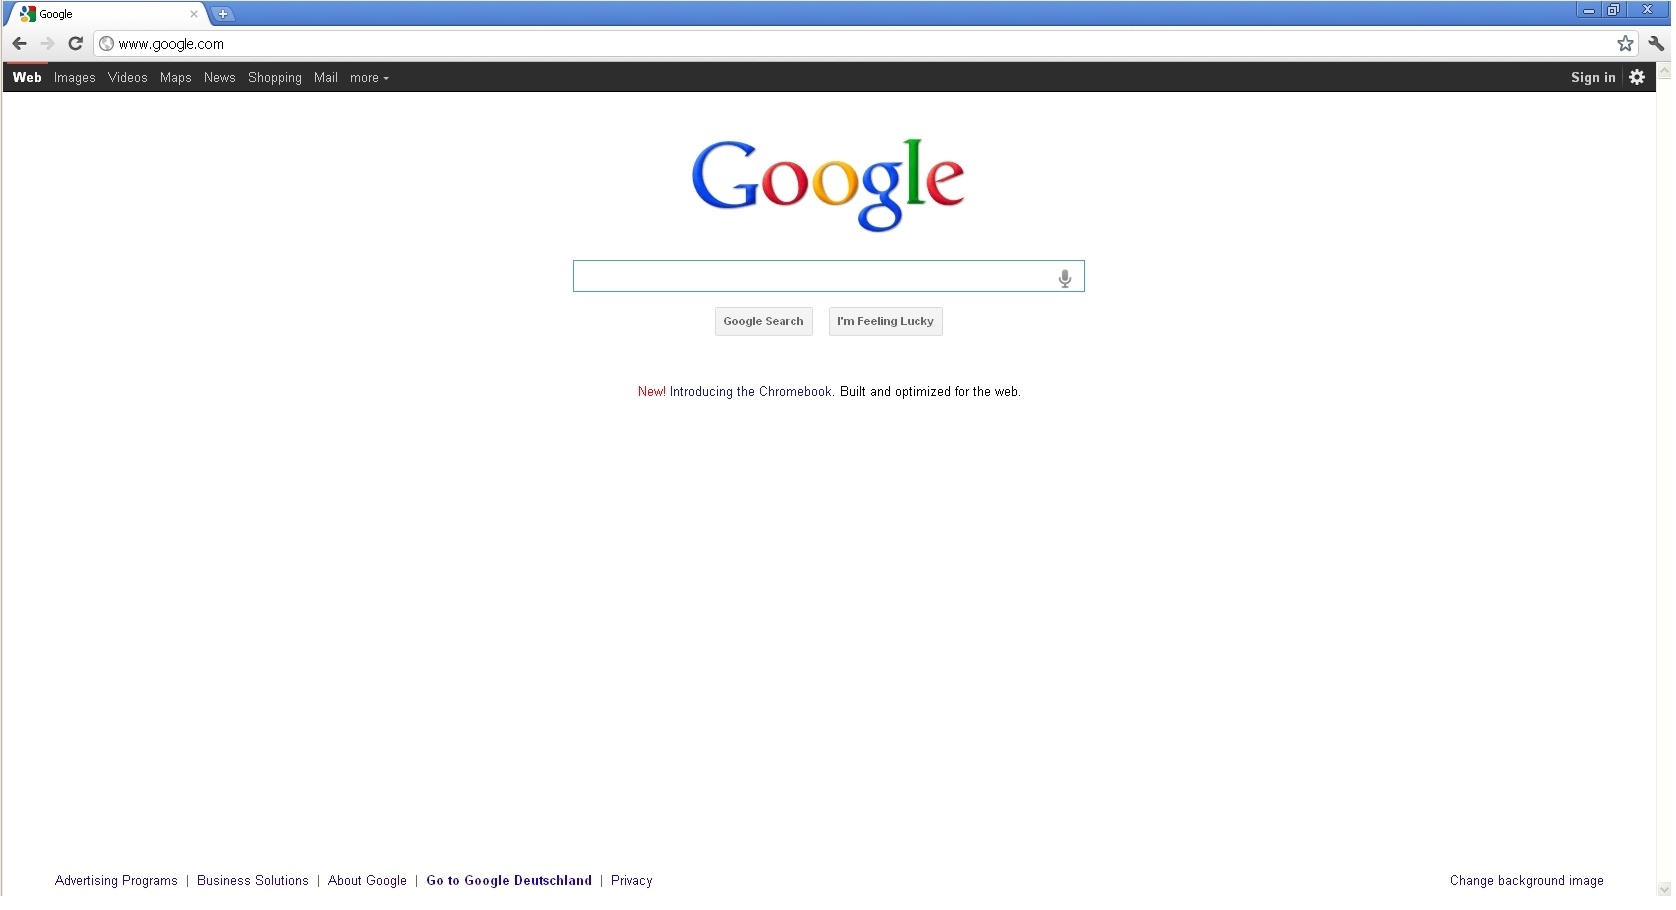 Google
www.google.com
Web Images Videos Maps News Shopping Mail more Sign in
Google
Google Search I'm Feeling Lucky
New! Introducing the Chromebook. Built and optimized for the web.
Advertising Programs | Business Solutions | About Google | Go to Google Deutschland | Privacy Change background image